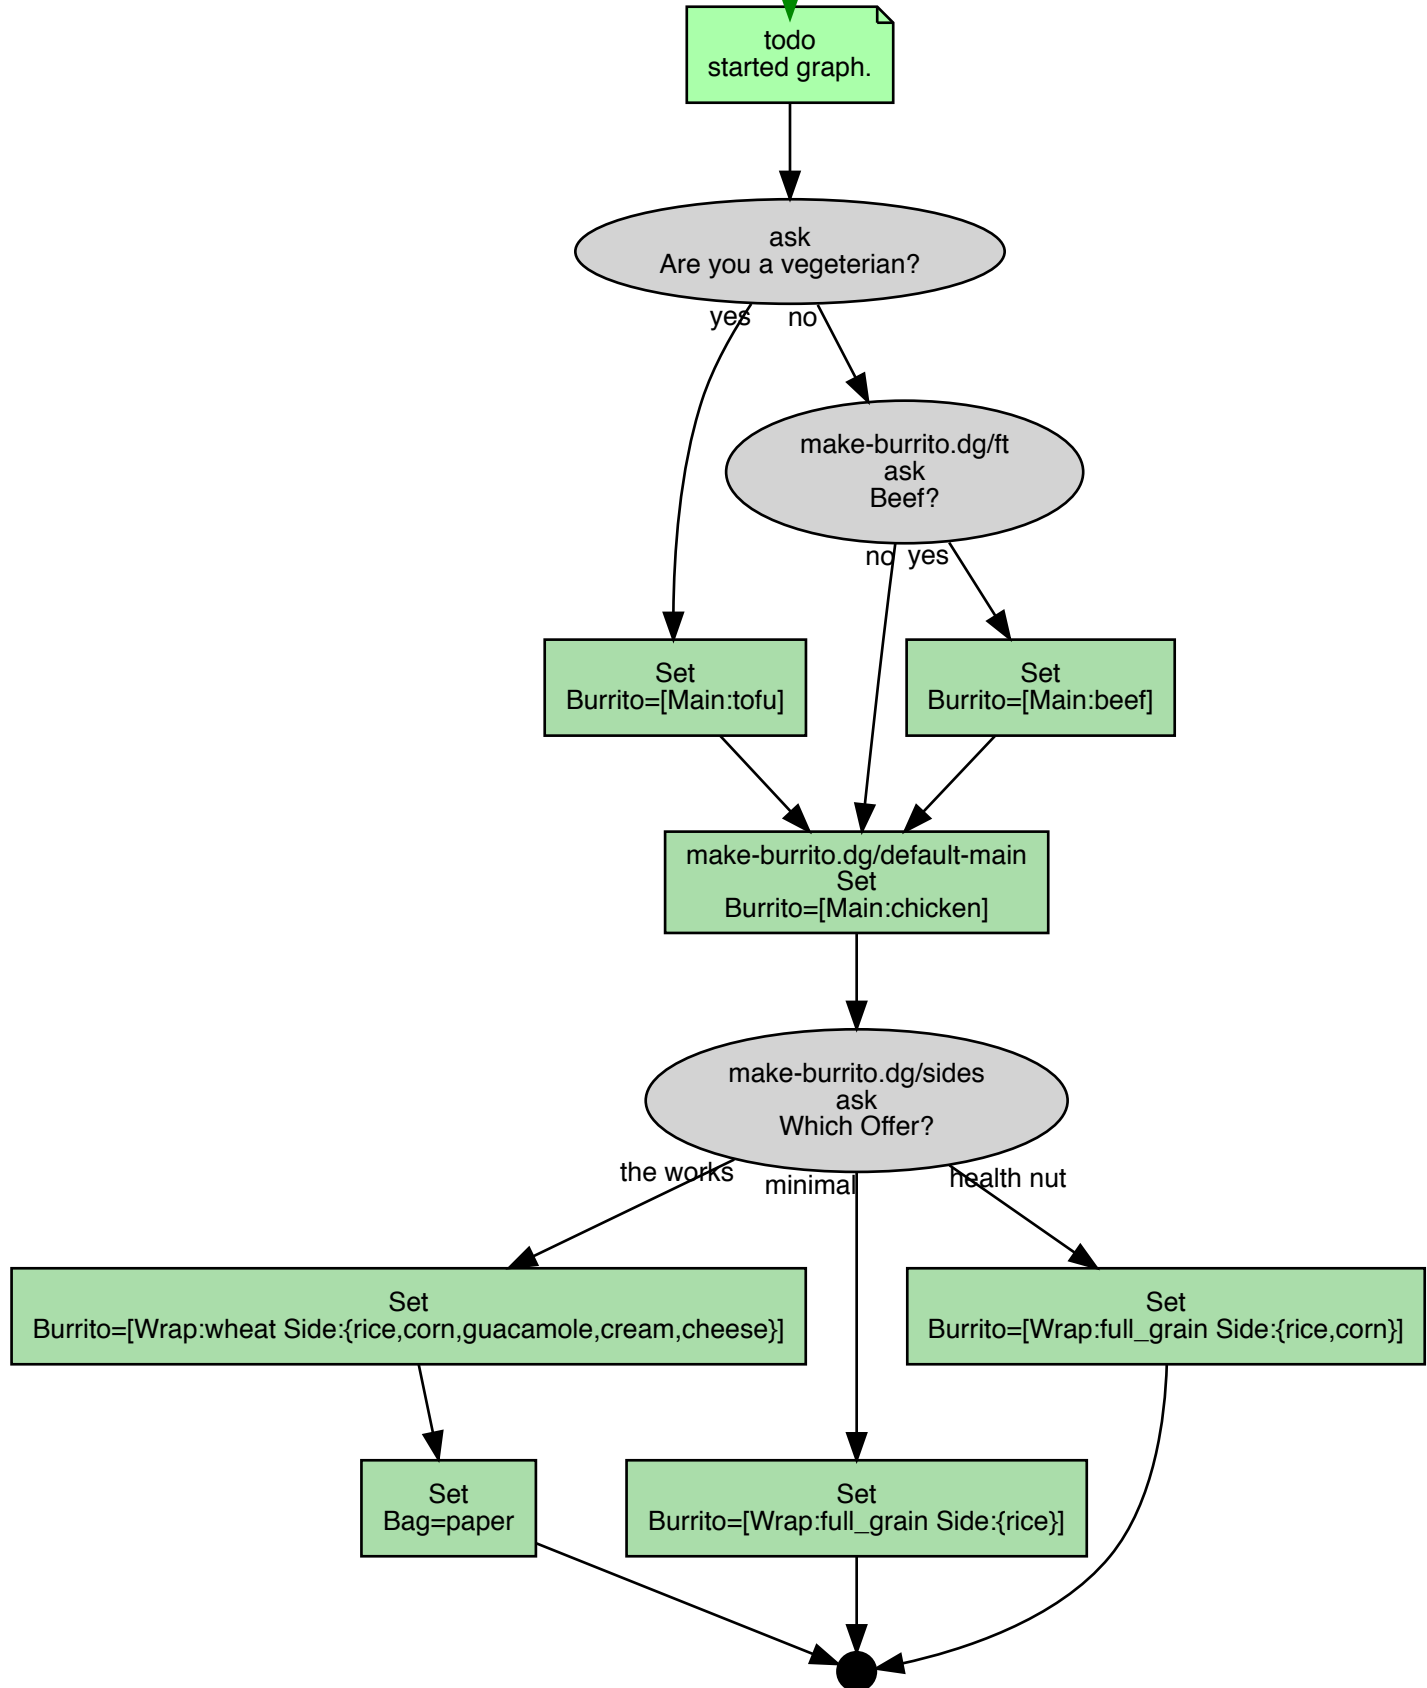 todo
started graph.
ask
Are you a vegeterian?
yes
no
make-burrito.dg/ft
ask
Beef?
no
yes
Set
Burrito=[Main:tofu]
Set
Burrito=[Main:beef]
make-burrito.dg/default-main
Set
Burrito=[Main:chicken]
make-burrito.dg/sides
ask
Which Offer?
the works
minimal
health nut
Set
Burrito=[Wrap:wheat Side:{rice,corn,guacamole,cream,cheese}]
Set
Burrito=[Wrap:full_grain Side:{rice,corn}]
Set
Bag=paper
Set
Burrito=[Wrap:full_grain Side:{rice}]